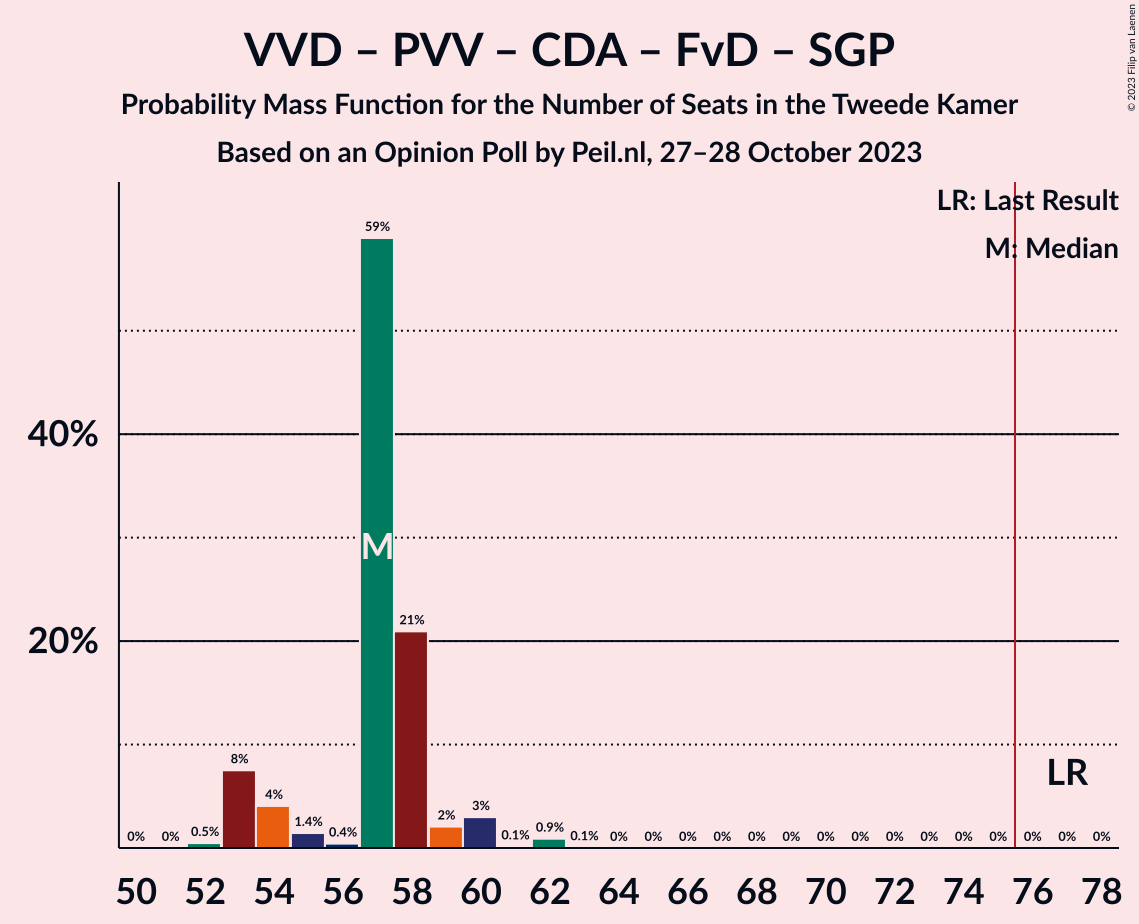 VVD – PVV – CDA – FvD – SGP
Probability Mass Function for the Number of Seats in the Tweede Kamer
Based on an Opinion Poll by Peil.nl, 27–28 October 2023
© 2023 Filip van Laenen
LR: Last Result
M: Median
59%
40%
M
21%
20%
8%
4%
3%
2%
1.4%
0.9%
0.5%
0.4%
0.1%
0.1%
0% 0% 0% 0% 0% 0% 0% 0% 0% 0% 0% 0% 0% 0% 0% 0% 0%
LR
50 52 54 56 58 60 62 64 66 68 70 72 74 76 78